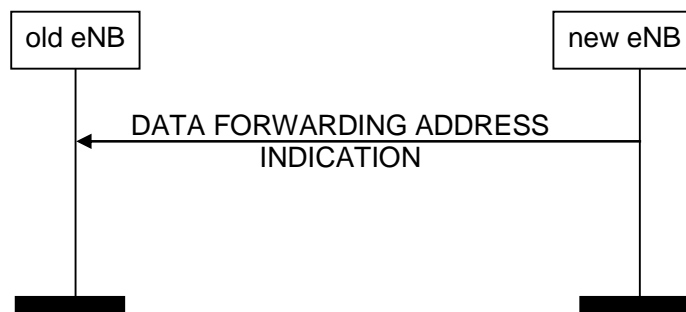 old eNB
new eNB
DATA FORWARDING ADDRESS
INDICATION